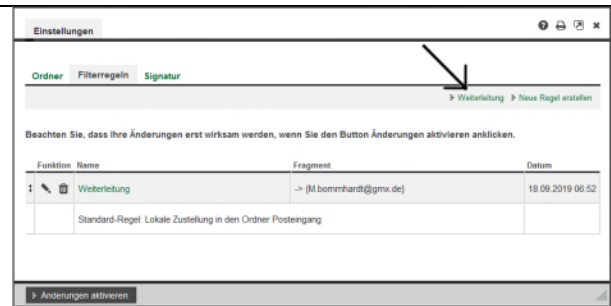 Einstellungen
Ordner Filterregeln Signatur
Weiterleitung Neue Regel erstellen
Beachten Sie, dass Ihre Änderungen erst wirksam werden, wenn Sie den Button Änderungen aktivieren anklicken.
Funktion Name Fragment Datum
Weiterleitung -> {M.bommhardt@gmx.de} 18.09.2019 06:52
Standard-Regel: Lokale Zustellung in den Ordner Posteingang
Änderungen aktivieren